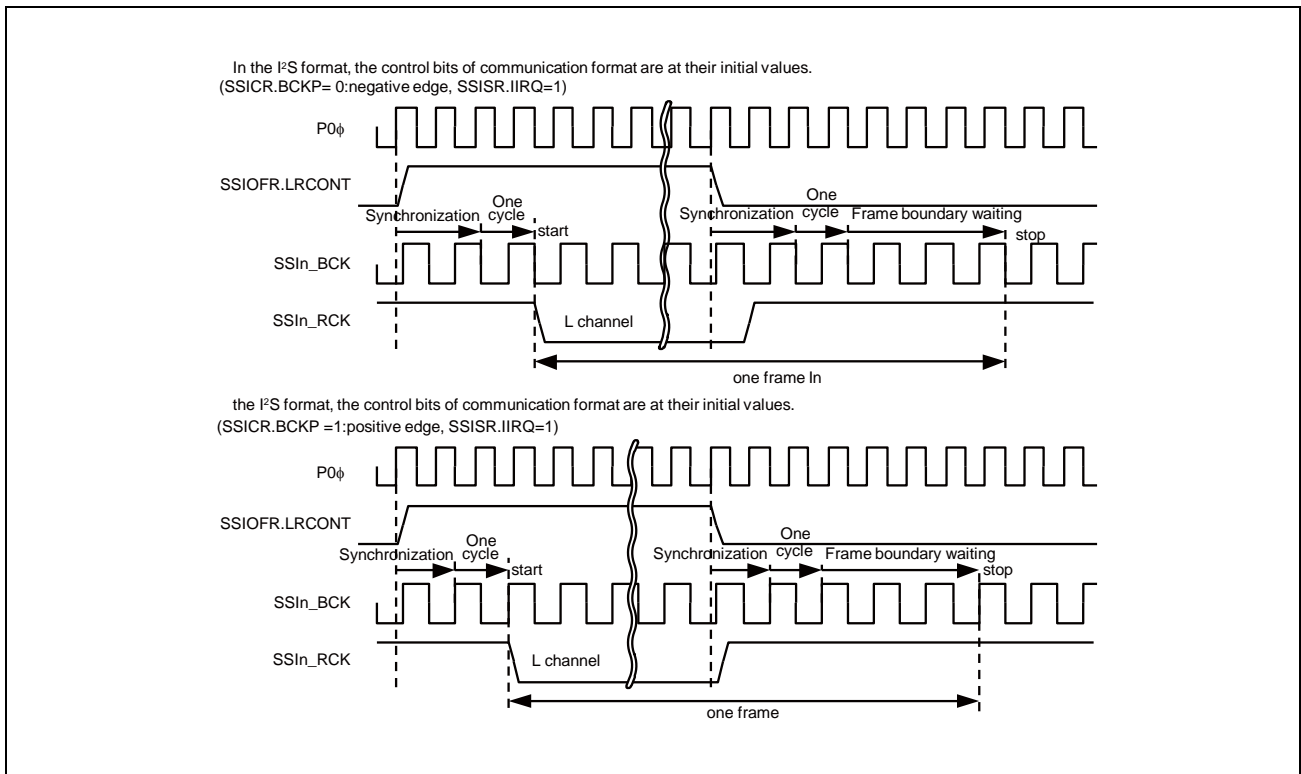 In the I²S format, the control bits of communication format are at their initial values.
(SSICR.BCKP= 0:negative edge, SSISR.IIRQ=1)
P0ϕ
SSIOFR.LRCONT
Synchronization
One
cycle
start
Synchronization
One
cycle
Frame boundary waiting
stop
SSIn_BCK
SSIn_RCK
L channel
one frame In
the I²S format, the control bits of communication format are at their initial values.
(SSICR.BCKP =1:positive edge, SSISR.IIRQ=1)
P0ϕ
SSIOFR.LRCONT
Synchronization
One
cycle
start
Synchronization
One
cycle
Frame boundary waiting
stop
SSIn_BCK
SSIn_RCK
L channel
one frame